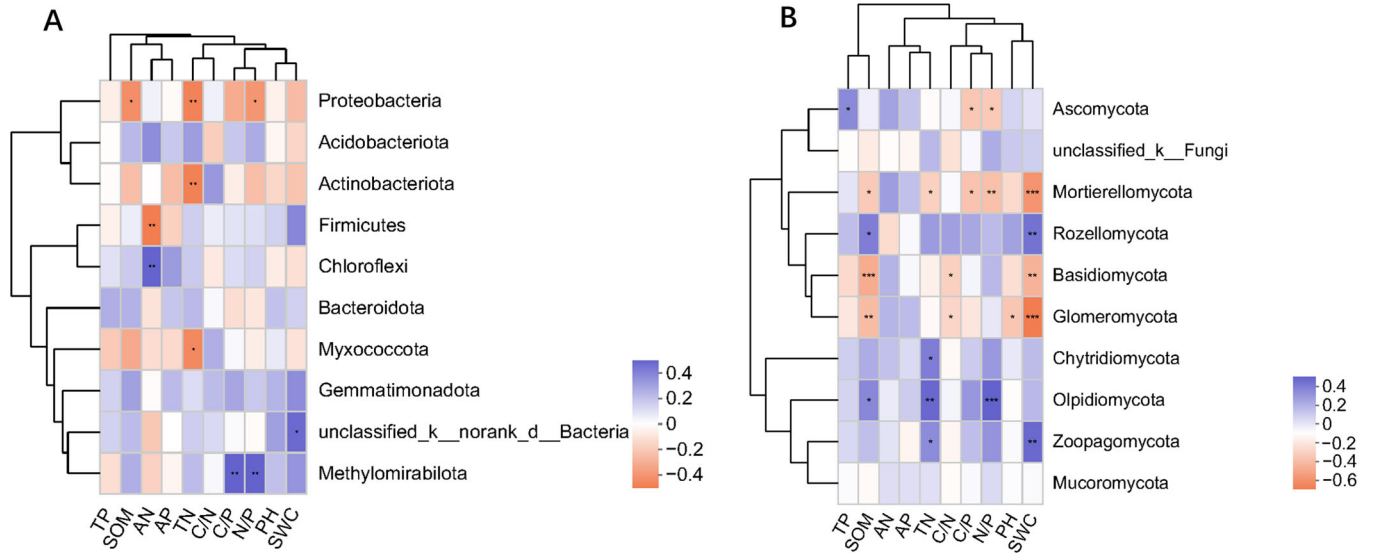 A
B
* ** *
Proteobacteria
Acidobacteriota
**
Actinobacteriota
**
Firmicutes
**
Chloroflexi
Bacteroidota
*
Myxococcota
Gemmatimonadota
*
unclassified_k__norank_d__Bacteria
** **
Methylomirabilota
TP SOM AN AP TN C/N C/P N/P PH SWC
0.4
0.2
0
−0.2
−0.4
* * *
Ascomycota
unclassified_k__Fungi
* * * ** ***
Mortierellomycota
* **
Rozellomycota
*** * **
Basidiomycota
** * * ***
Glomeromycota
*
Chytridiomycota
* ** ***
Olpidiomycota
* **
Zoopagomycota
Mucoromycota
TP SOM AN AP TN C/N C/P N/P PH SWC
0.4
0.2
0
−0.2
−0.4
−0.6